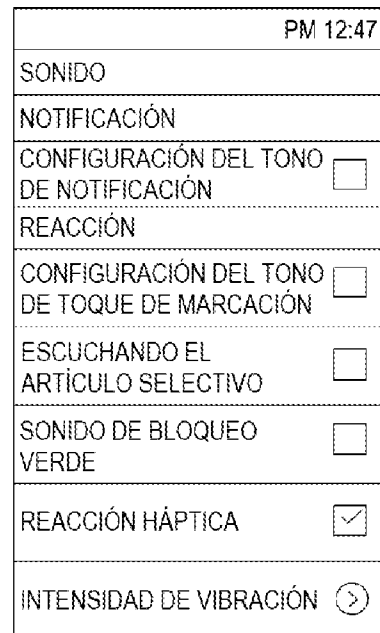 PM 12:47
SONIDO
NOTIFICACIÓN
CONFIGURACIÓN DEL TONO
DE NOTIFICACIÓN
REACCIÓN
CONFIGURACIÓN DEL TONO
DE TOQUE DE MARCACIÓN
ESCUCHANDO EL
ARTÍCULO SELECTIVO
SONIDO DE BLOQUEO
VERDE
REACCIÓN HÁPTICA
INTENSIDAD DE VIBRACIÓN